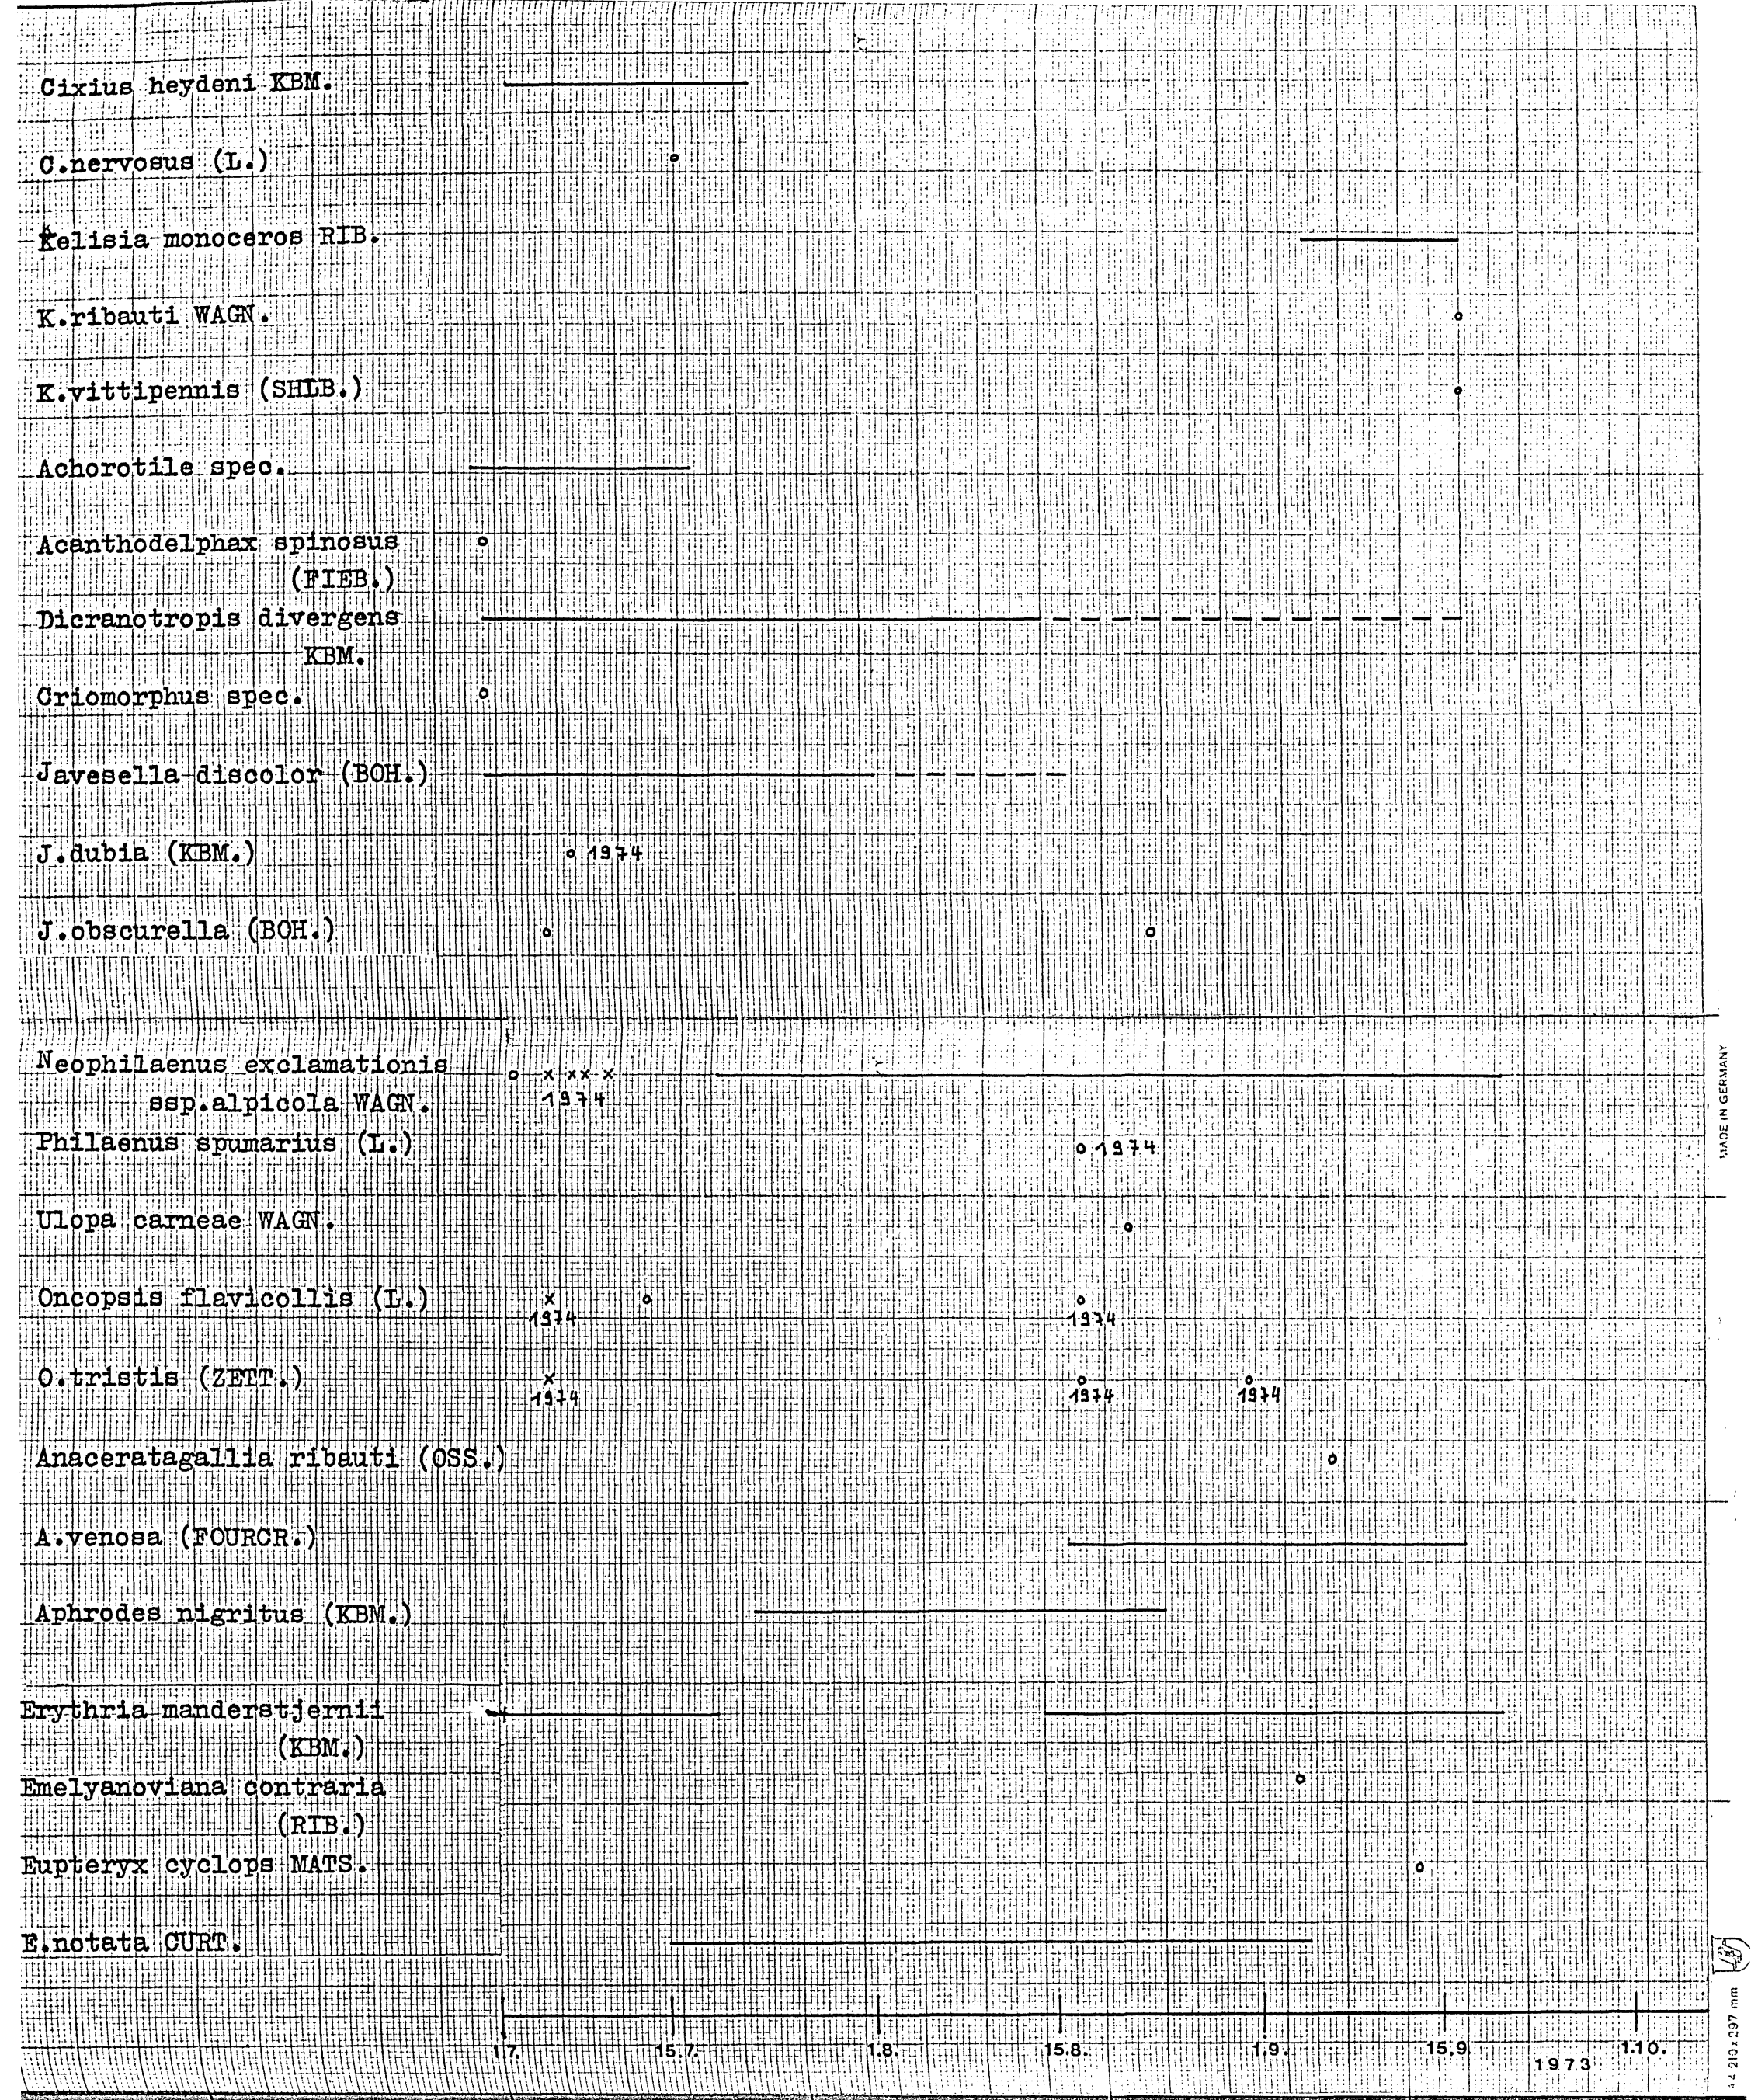 Cixius heydeni KBM.
C.nervosus (L.)
Kelisia monoceros RIB.
K.ribauti WAGN.
K.vittipennis (SHLB.)
Achorotile spec.
Acanthodelphax spinosus
(FIEB.)
Dicranotropis divergens
KBM.
Criomorphus spec.
Javesella discolor (BOH.)
J.dubia (KBM.) 1974
J.obscurella (BOH.)
Neophilaenus exclamationis
ssp.alpicola WAGN. 1974
Philaenus spumarius (L.) 1974
Ulopa carneae WAGN.
Oncopsis flavicollis (L.)
1974 1974
O.tristis (ZETT.)
1974 1974 1974
Anaceratagallia ribauti (OSS.)
A.venosa (FOURCR.)
Aphrodes nigritus (KBM.)
Erythria manderstjernii
(KBM.)
Emelyanoviana contraria
(RIB.)
Eupteryx cyclops MATS.
E.notata CURT.
1.7. 15.7. 1.8. 15.8. 1.9. 15.9. 1.10.
1973
MADE IN GERMANY
A 4 210 x 297 mm